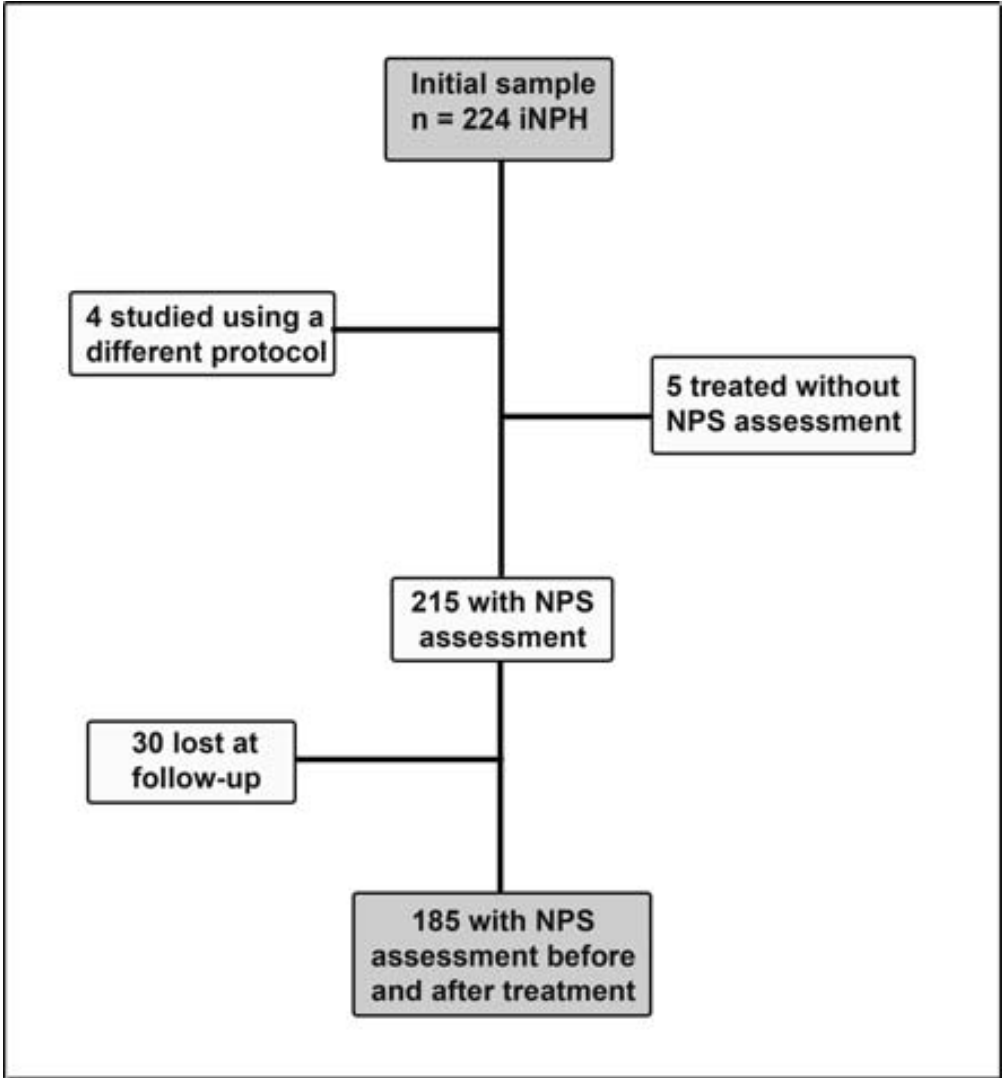 Initial sample
n = 224 iNPH
4 studied using a
different protocol
5 treated without
NPS assessment
215 with NPS
assessment
30 lost at
follow-up
185 with NPS
assessment before
and after treatment